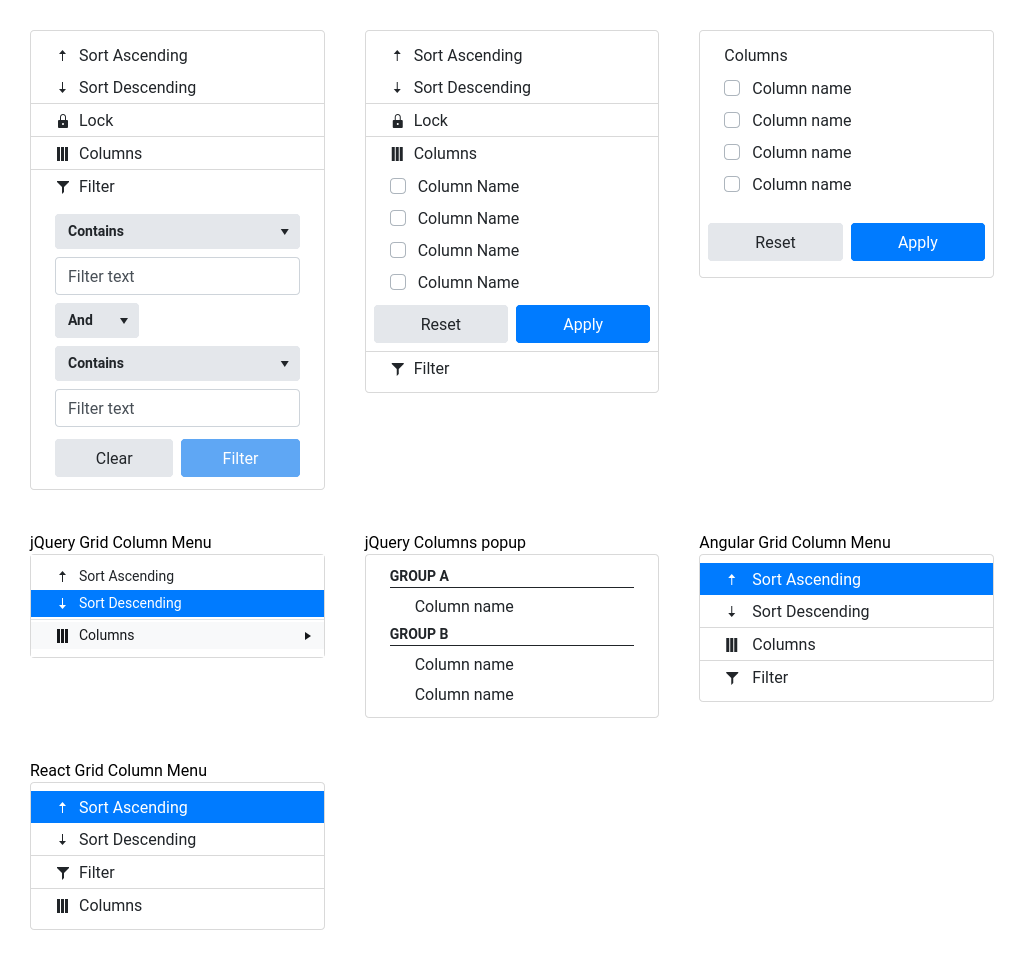 Sort Ascending
Sort Descending
Lock
Columns
Filter
Contains
Filter text
And
Contains
Filter text
Clear Filter
Sort Ascending
Sort Descending
Lock
Columns
Column Name
Column Name
Column Name
Column Name
Reset Apply
Filter
Columns
Column name
Column name
Column name
Column name
Reset Apply
jQuery Grid Column Menu
Sort Ascending
Sort Descending
Columns
jQuery Columns popup
GROUP A
Column name
GROUP B
Column name
Column name
Angular Grid Column Menu
Sort Ascending
Sort Descending
Columns
Filter
React Grid Column Menu
Sort Ascending
Sort Descending
Filter
Columns